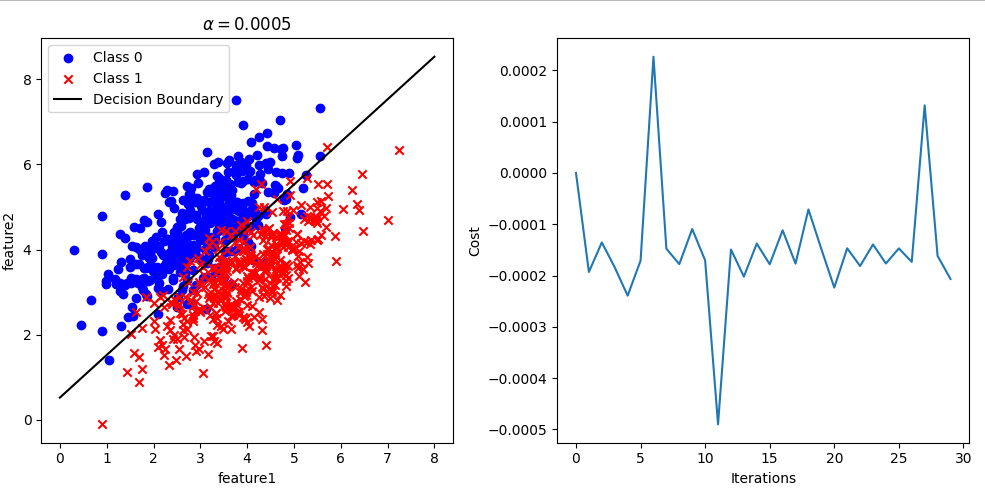 α = 0.0005
Class 0
Class 1
Decision Boundary
feature2
8
6
4
2
0
0 1 2 3 4 5 6 7 8
feature1
Cost
0.0002
0.0001
0.0000
−0.0001
−0.0002
−0.0003
−0.0004
−0.0005
0 5 10 15 20 25 30
Iterations